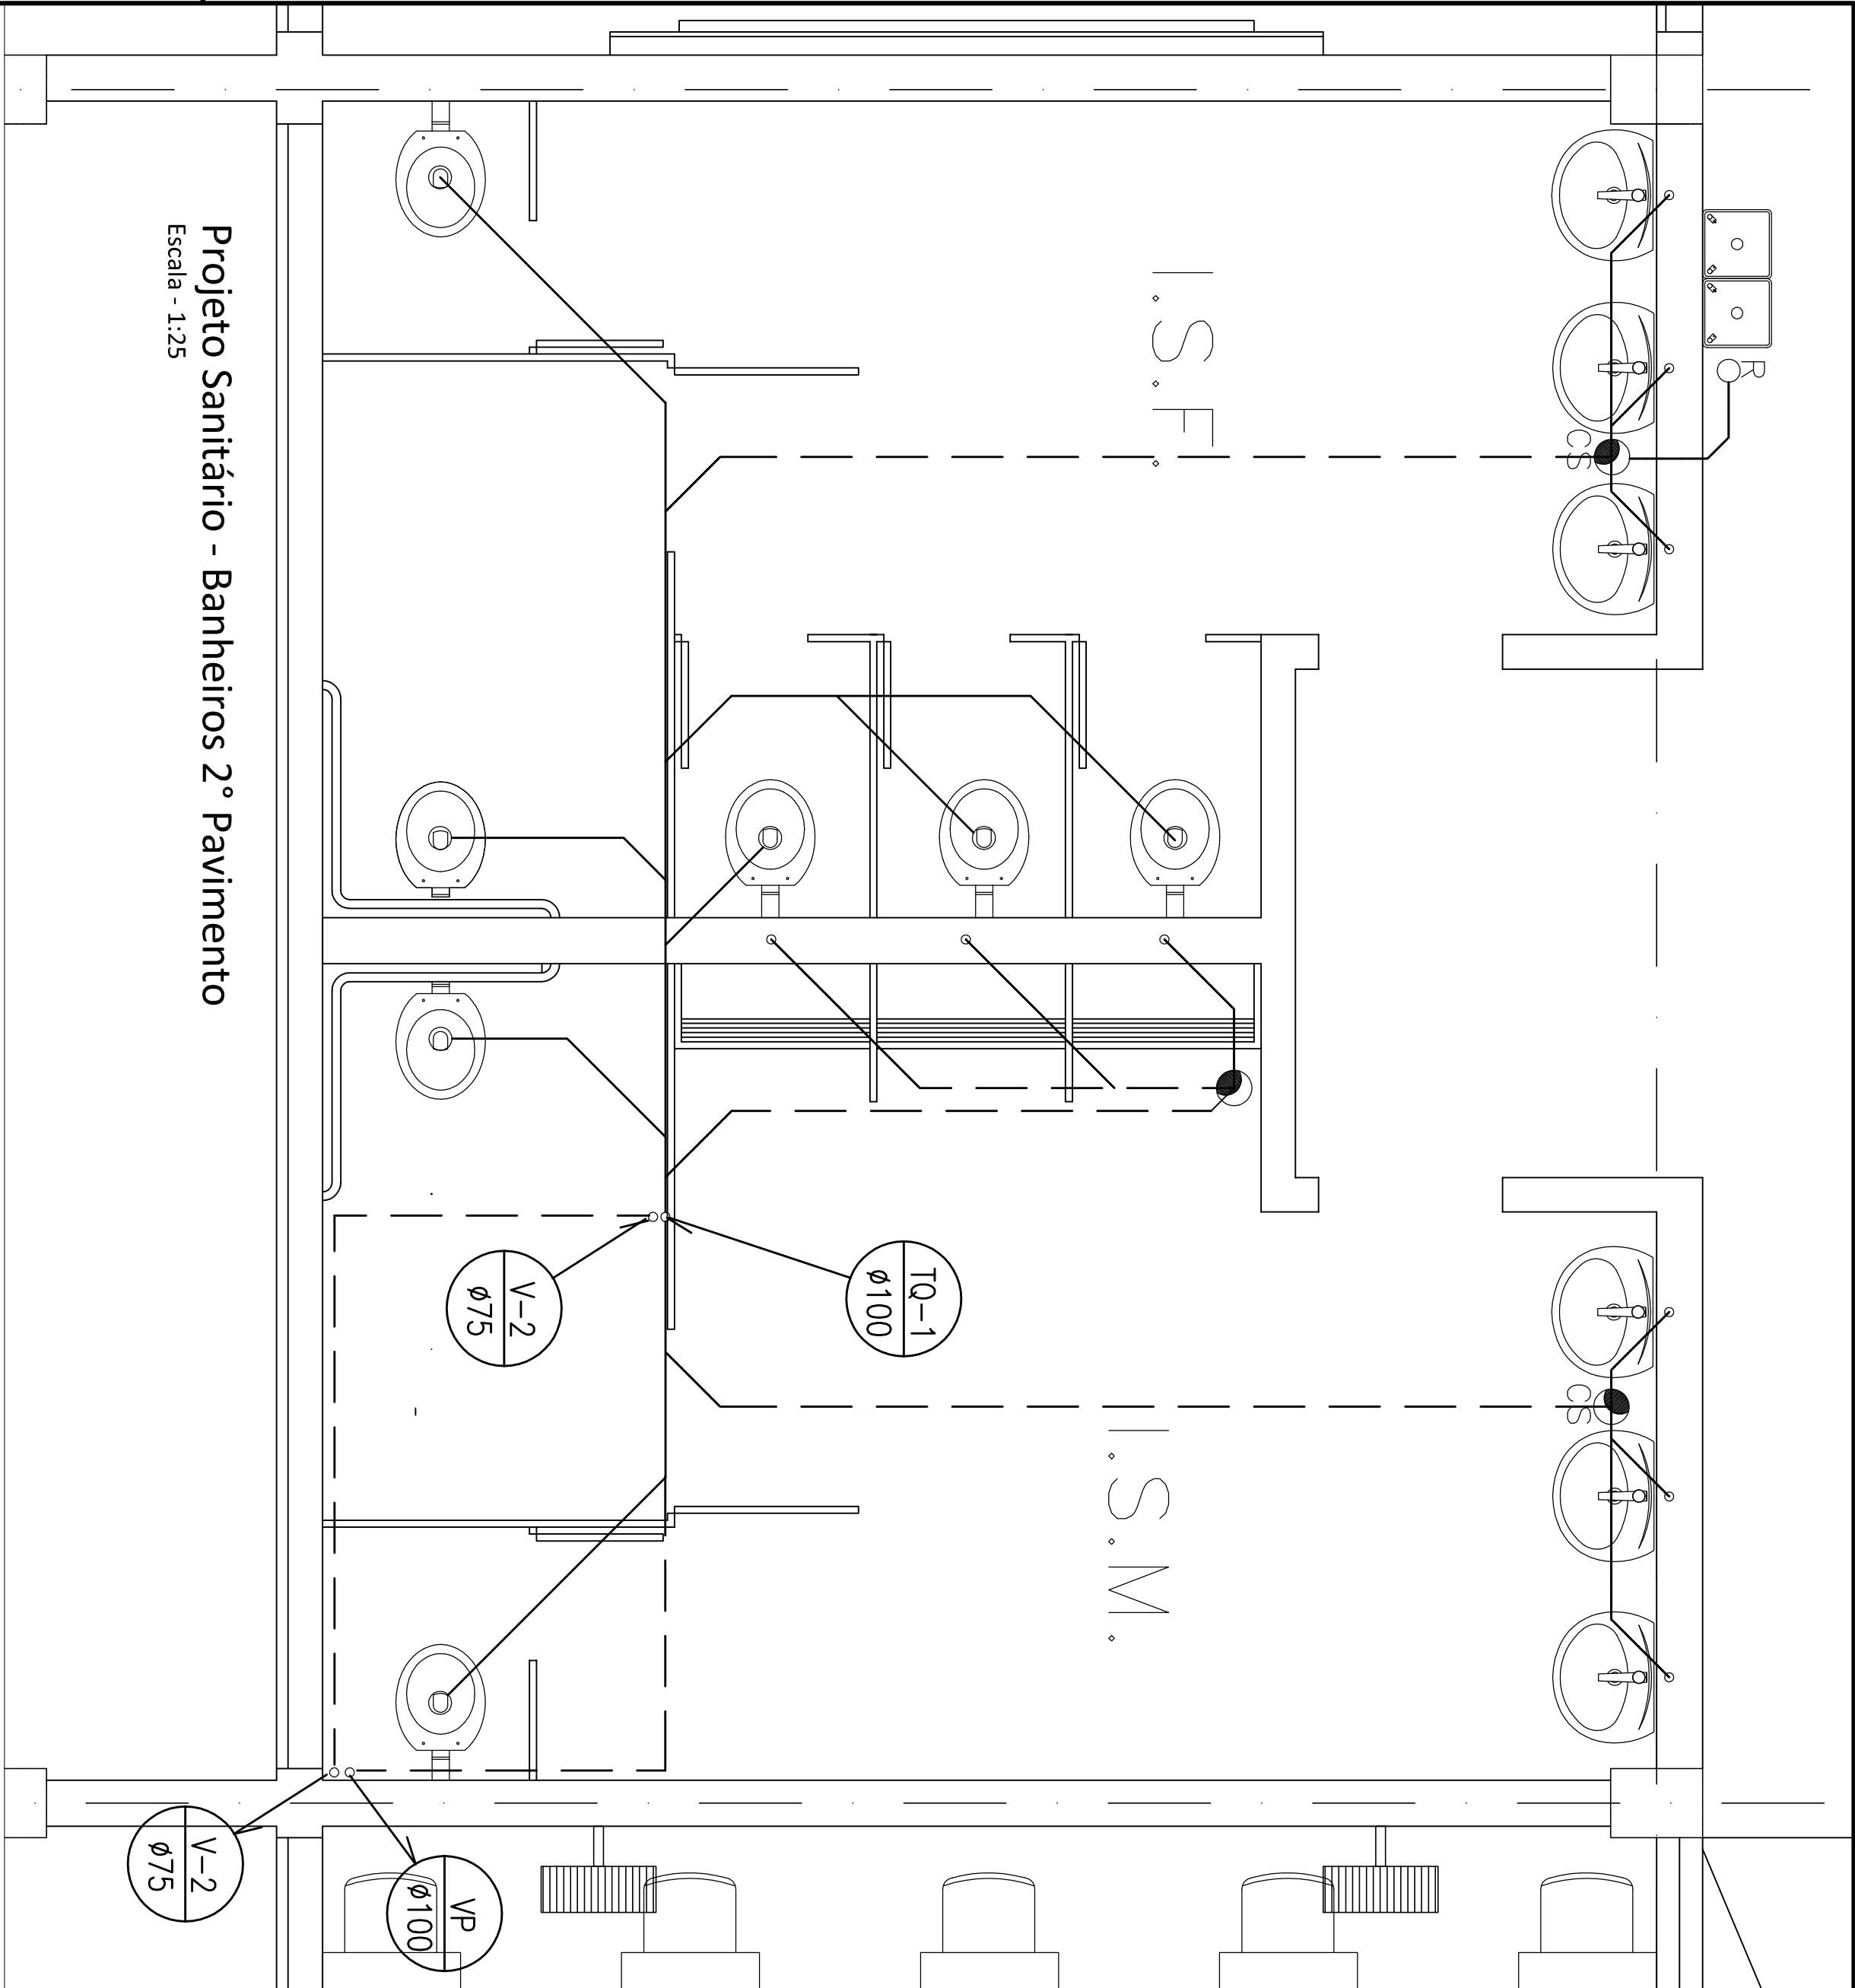 R
CS
I.S.F.
TQ-1
ø100
V-2
ø75
CS
I.S.M.
VP
ø100
V-2
ø75
Projeto Sanitário - Banheiros 2° Pavimento
Escala - 1:25